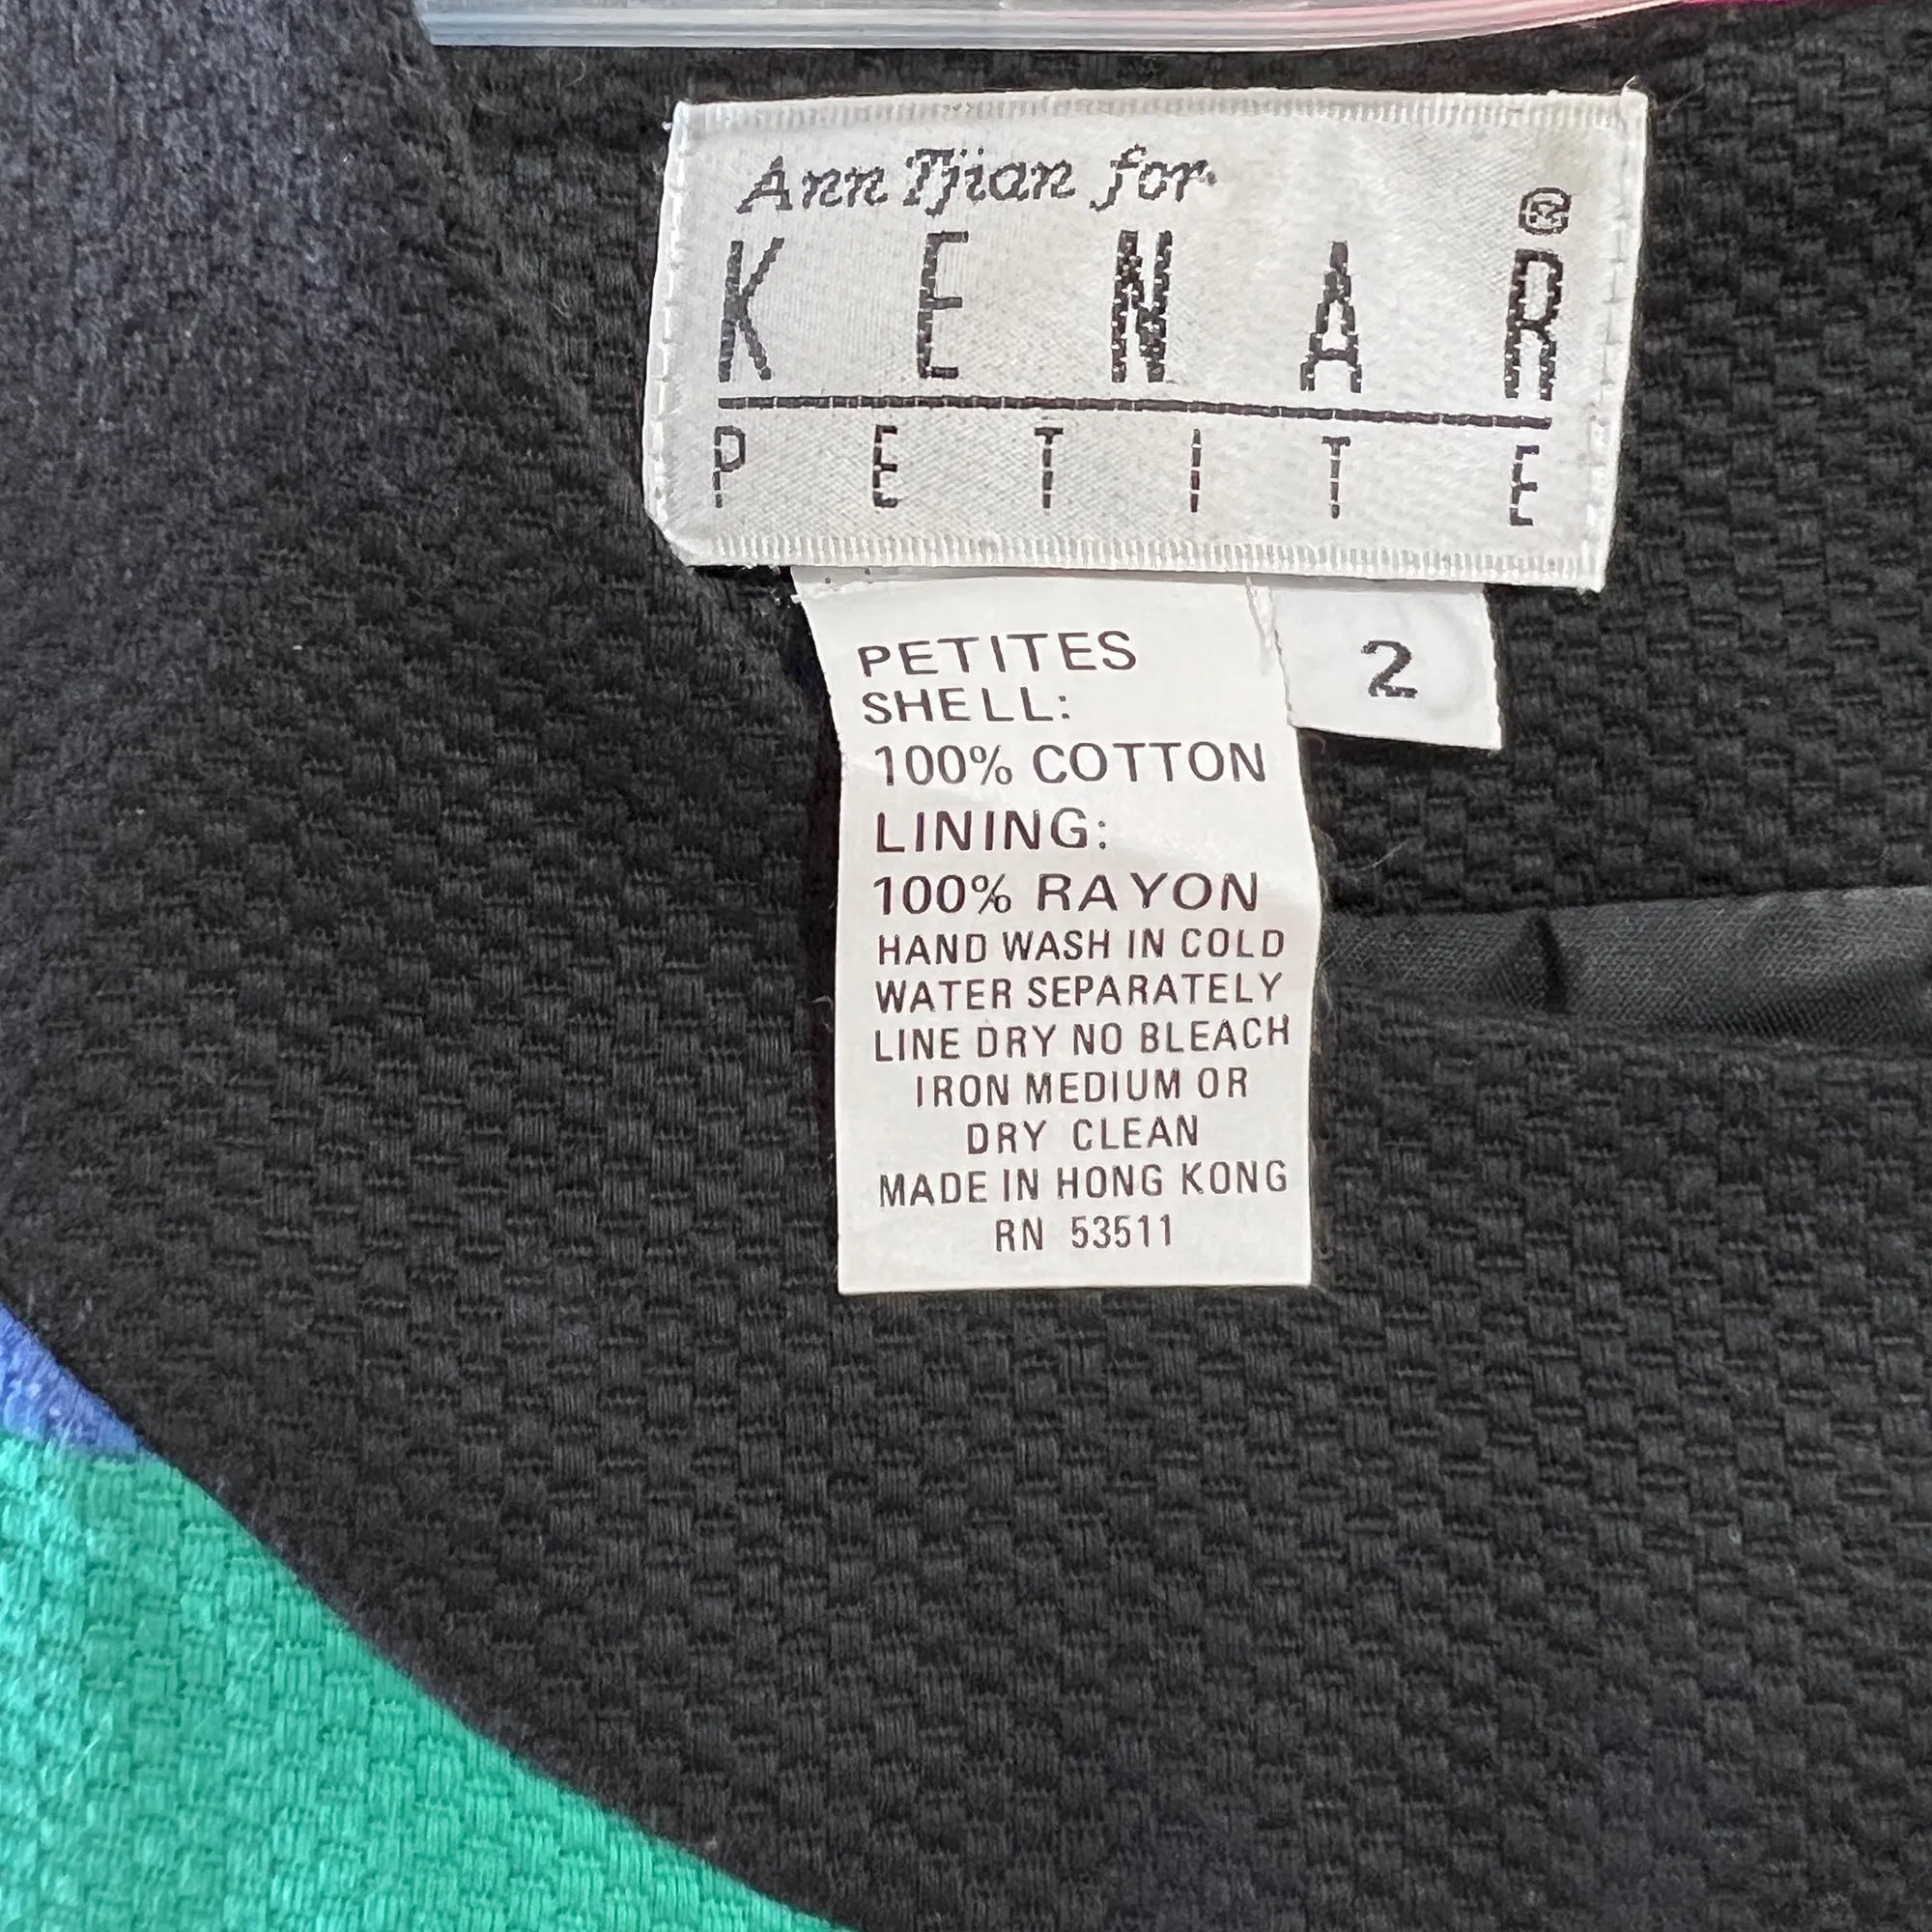 Ann Tjian for
KENAR®
PETITE
2
PETITES
SHELL:
100% COTTON
LINING:
100% RAYON
HAND WASH IN COLD
WATER SEPARATELY
LINE DRY NO BLEACH
IRON MEDIUM OR
DRY CLEAN
MADE IN HONG KONG
RN 53511